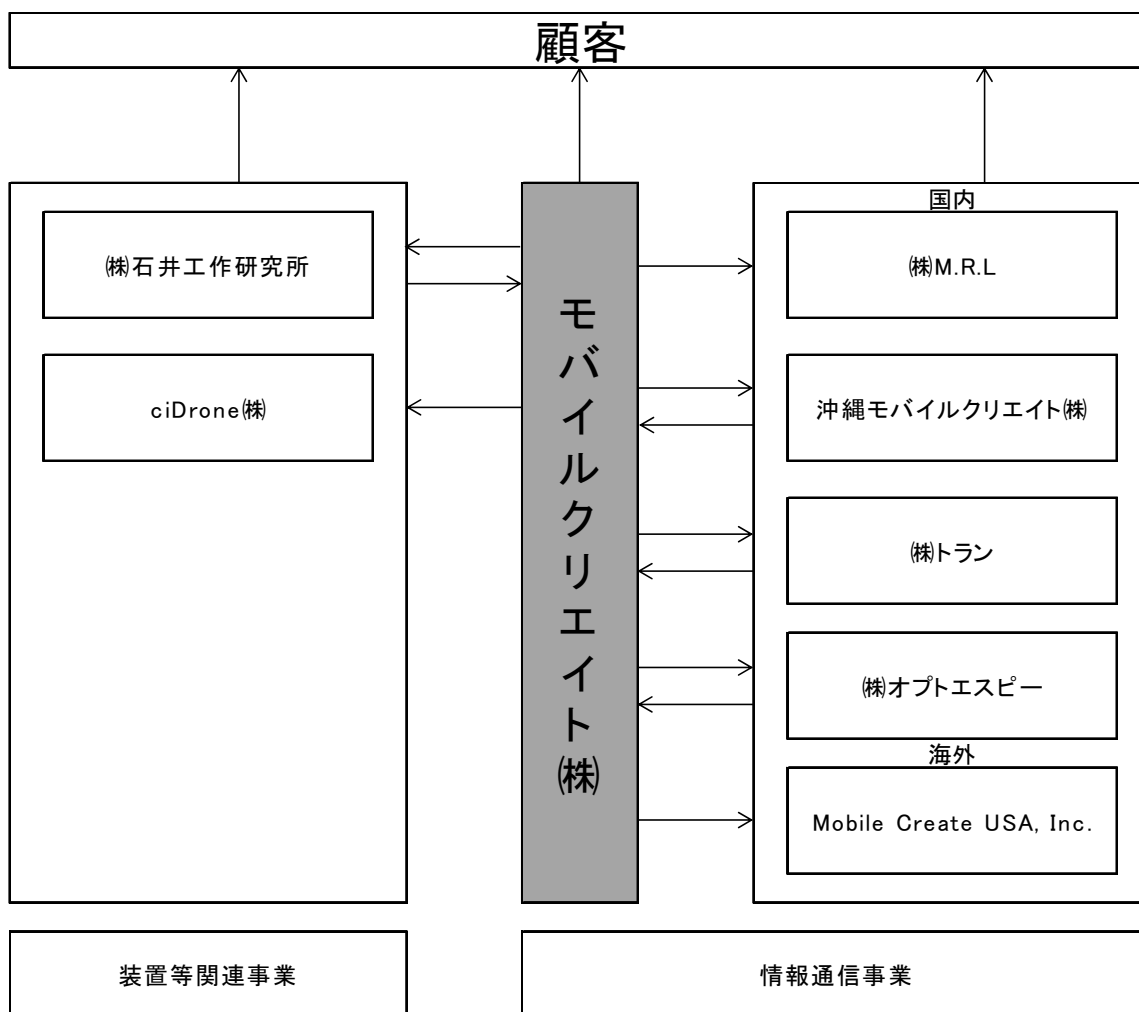 顧客
㈱石井工作研究所
ciDrone㈱
モバイルクリエイト㈱
国内
㈱M.R.L
沖縄モバイルクリエイト㈱
㈱トラン
㈱オプトエスピー
海外
Mobile Create USA, Inc.
装置等関連事業
情報通信事業